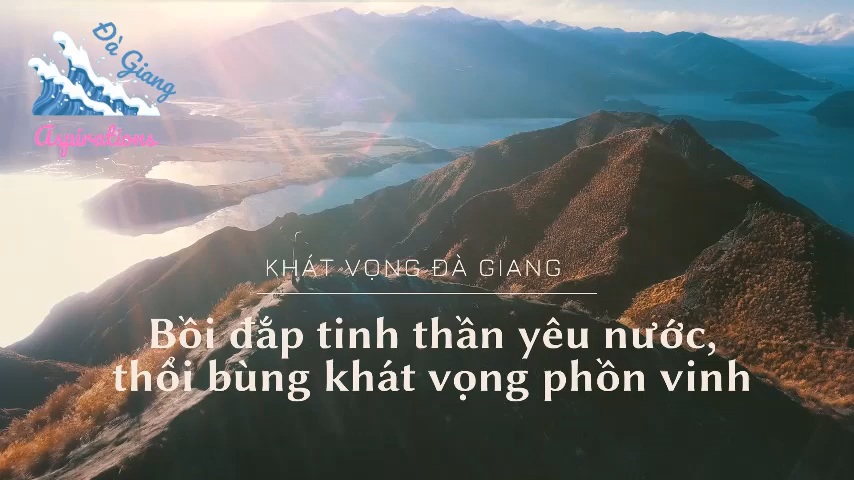 Đà Giang
Aspirations
KHÁT VỌNG ĐÀ GIANG
Bồi đắp tinh thần yêu nước,
thổi bùng khát vọng phồn vinh